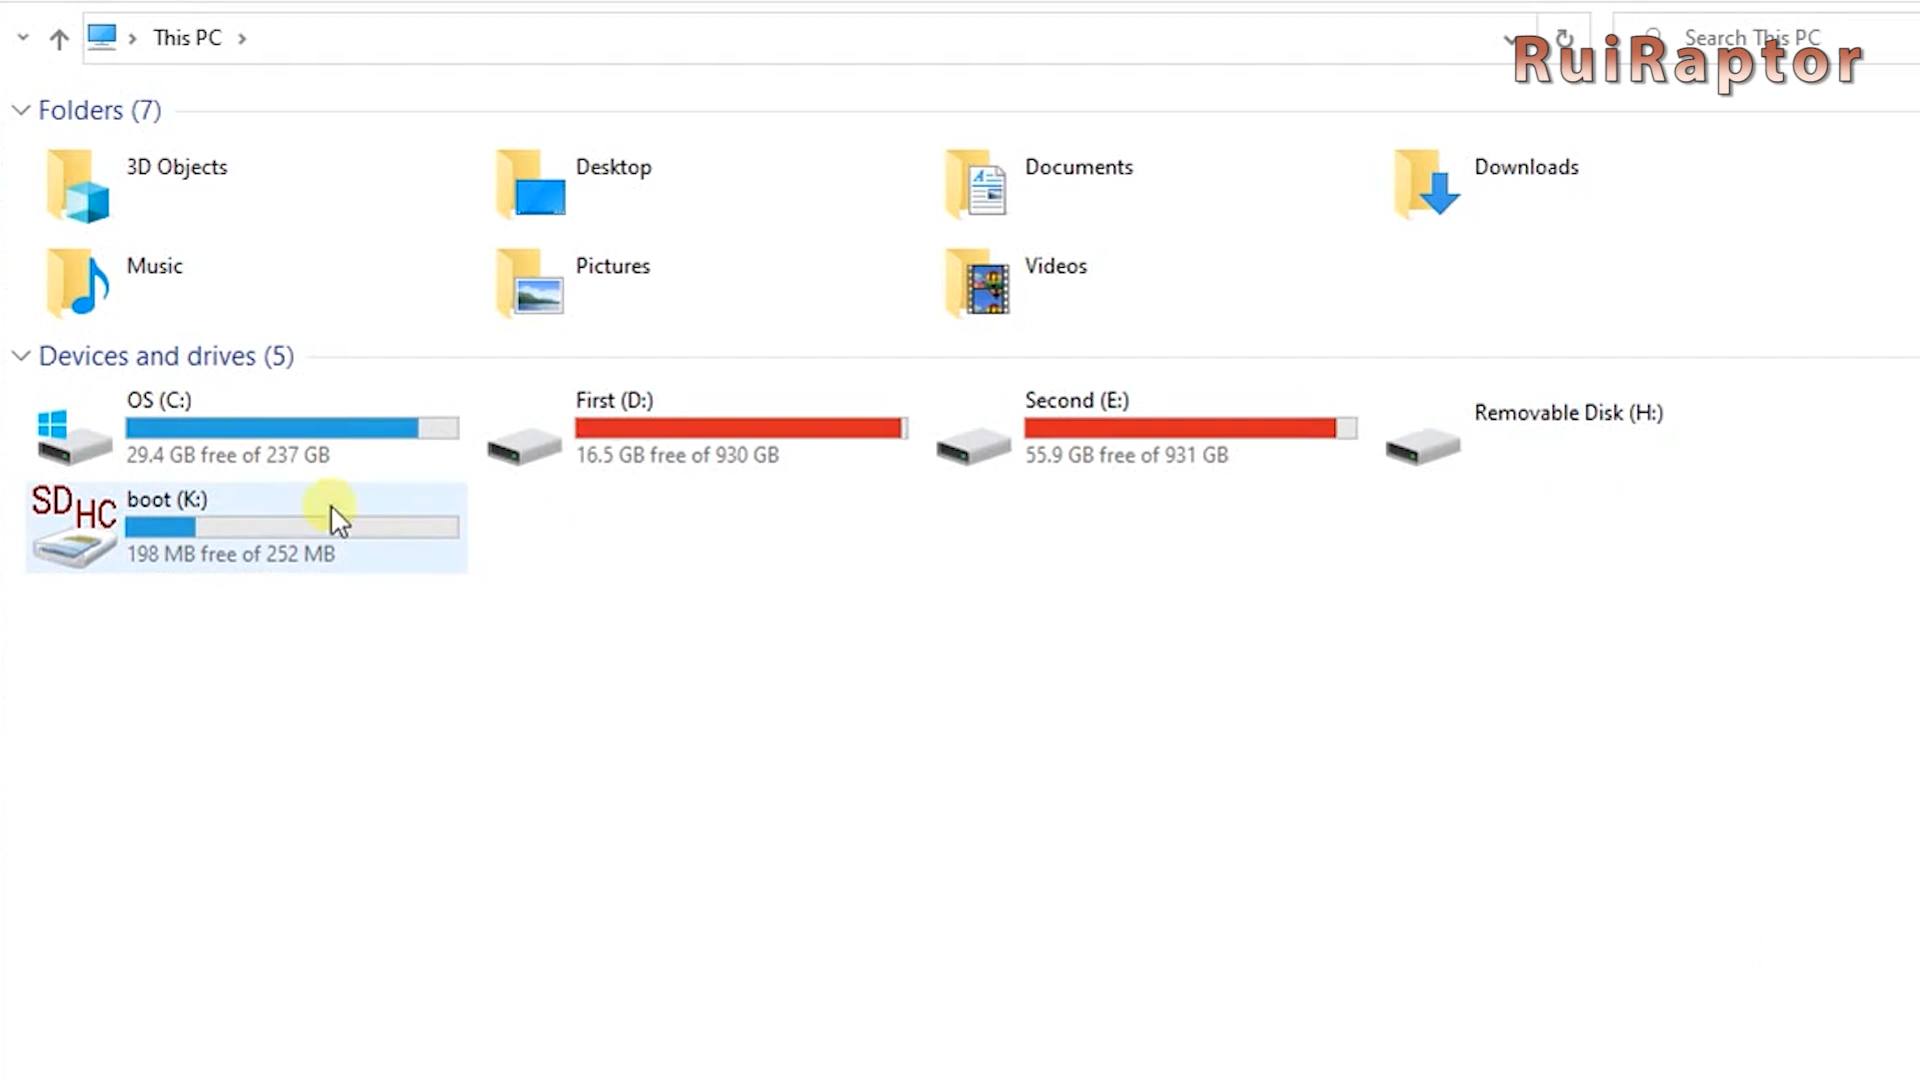 This PC
Search This PC
RuiRaptor
Folders (7)
3D Objects
Desktop
Documents
Downloads
Music
Pictures
Videos
Devices and drives (5)
OS (C:)
29.4 GB free of 237 GB
First (D:)
16.5 GB free of 930 GB
Second (E:)
55.9 GB free of 931 GB
Removable Disk (H:)
SDHC
boot (K:)
198 MB free of 252 MB